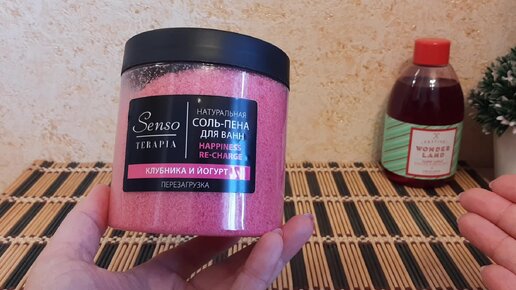 Senso
TERAPIA
НАТУРАЛЬНАЯ
СОЛЬ-ПЕНА
ДЛЯ ВАНН
HAPPINESS
RE-CHARGE
КЛУБНИКА И ЙОГУРТ
ПЕРЕЗАГРУЗКА
WONDER
LAND